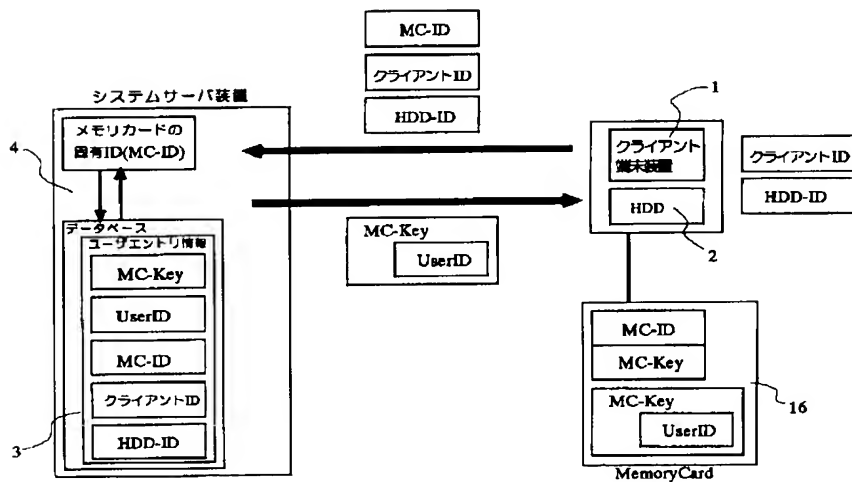 MC-ID
クライアントID
HDD-ID
システムサーバ装置
メモリカードの
固有ID(MC-ID)
4
データベース
ユーザエントリ情報
MC-Key
UserID
MC-ID
クライアントID
HDD-ID
3
MC-Key
UserID
1
クライアント
端末装置
HDD
2
クライアントID
HDD-ID
MC-ID
MC-Key
MC-Key
UserID
16
MemoryCard